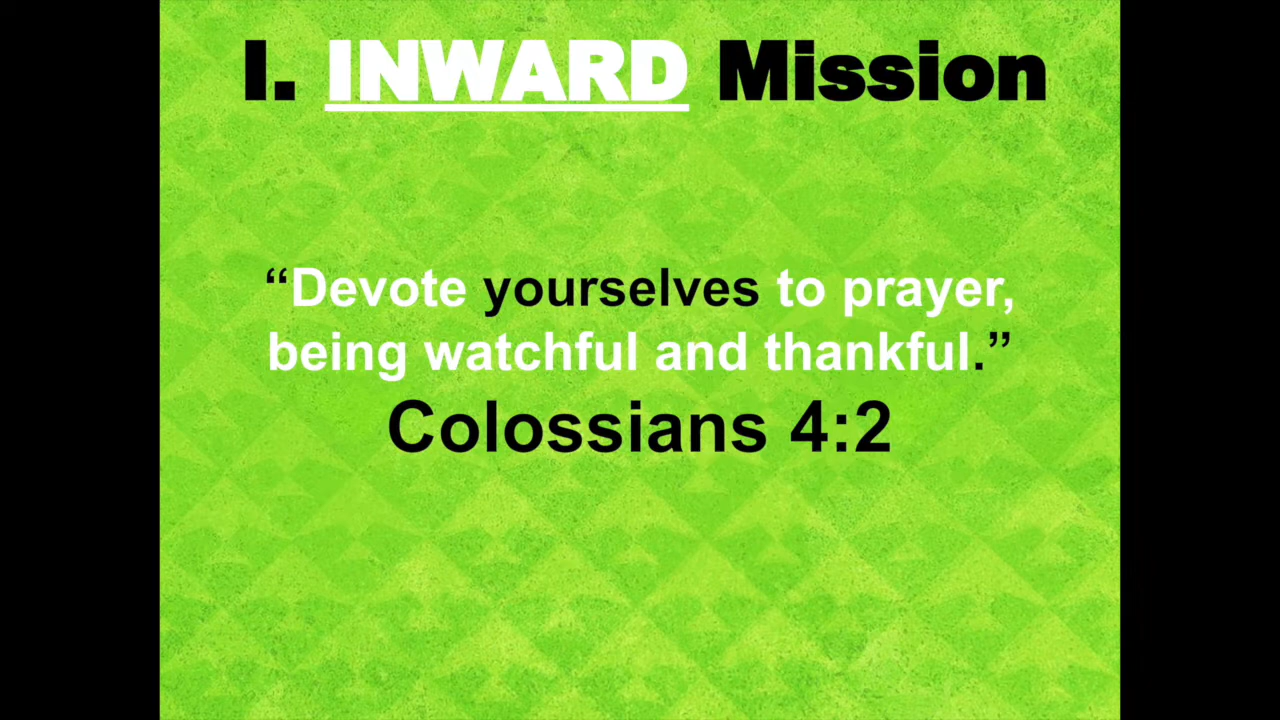 I. INWARD Mission
“Devote yourselves to prayer,
being watchful and thankful.”
Colossians 4:2